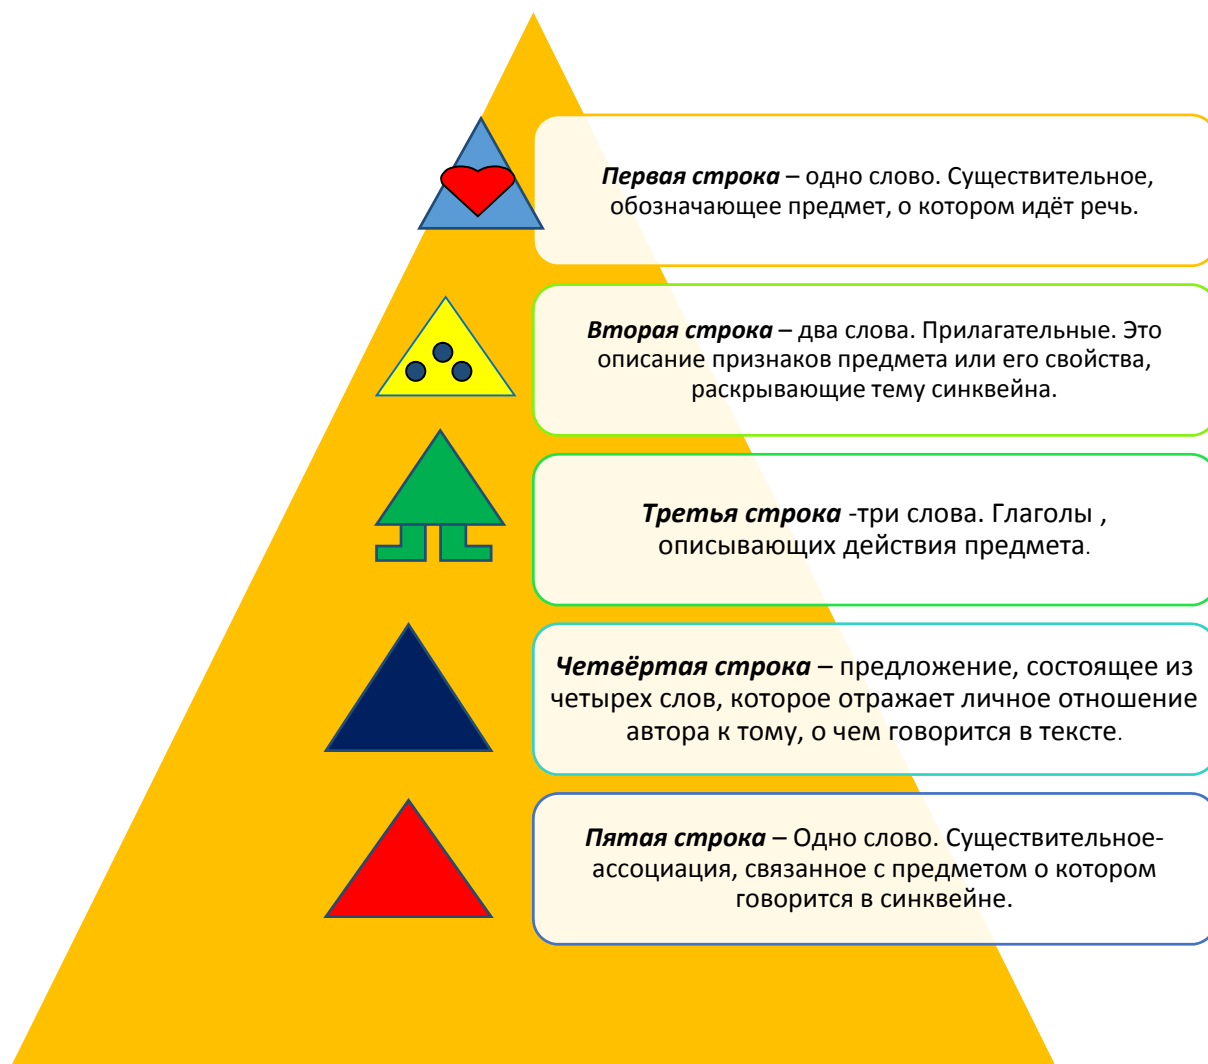 Первая строка – одно слово. Существительное,
обозначающее предмет, о котором идёт речь.
Вторая строка – два слова. Прилагательные. Это
описание признаков предмета или его свойства,
раскрывающие тему синквейна.
Третья строка -три слова. Глаголы ,
описывающих действия предмета.
Четвёртая строка – предложение, состоящее из
четырех слов, которое отражает личное отношение
автора к тому, о чем говорится в тексте.
Пятая строка – Одно слово. Существительное-
ассоциация, связанное с предметом о котором
говорится в синквейне.